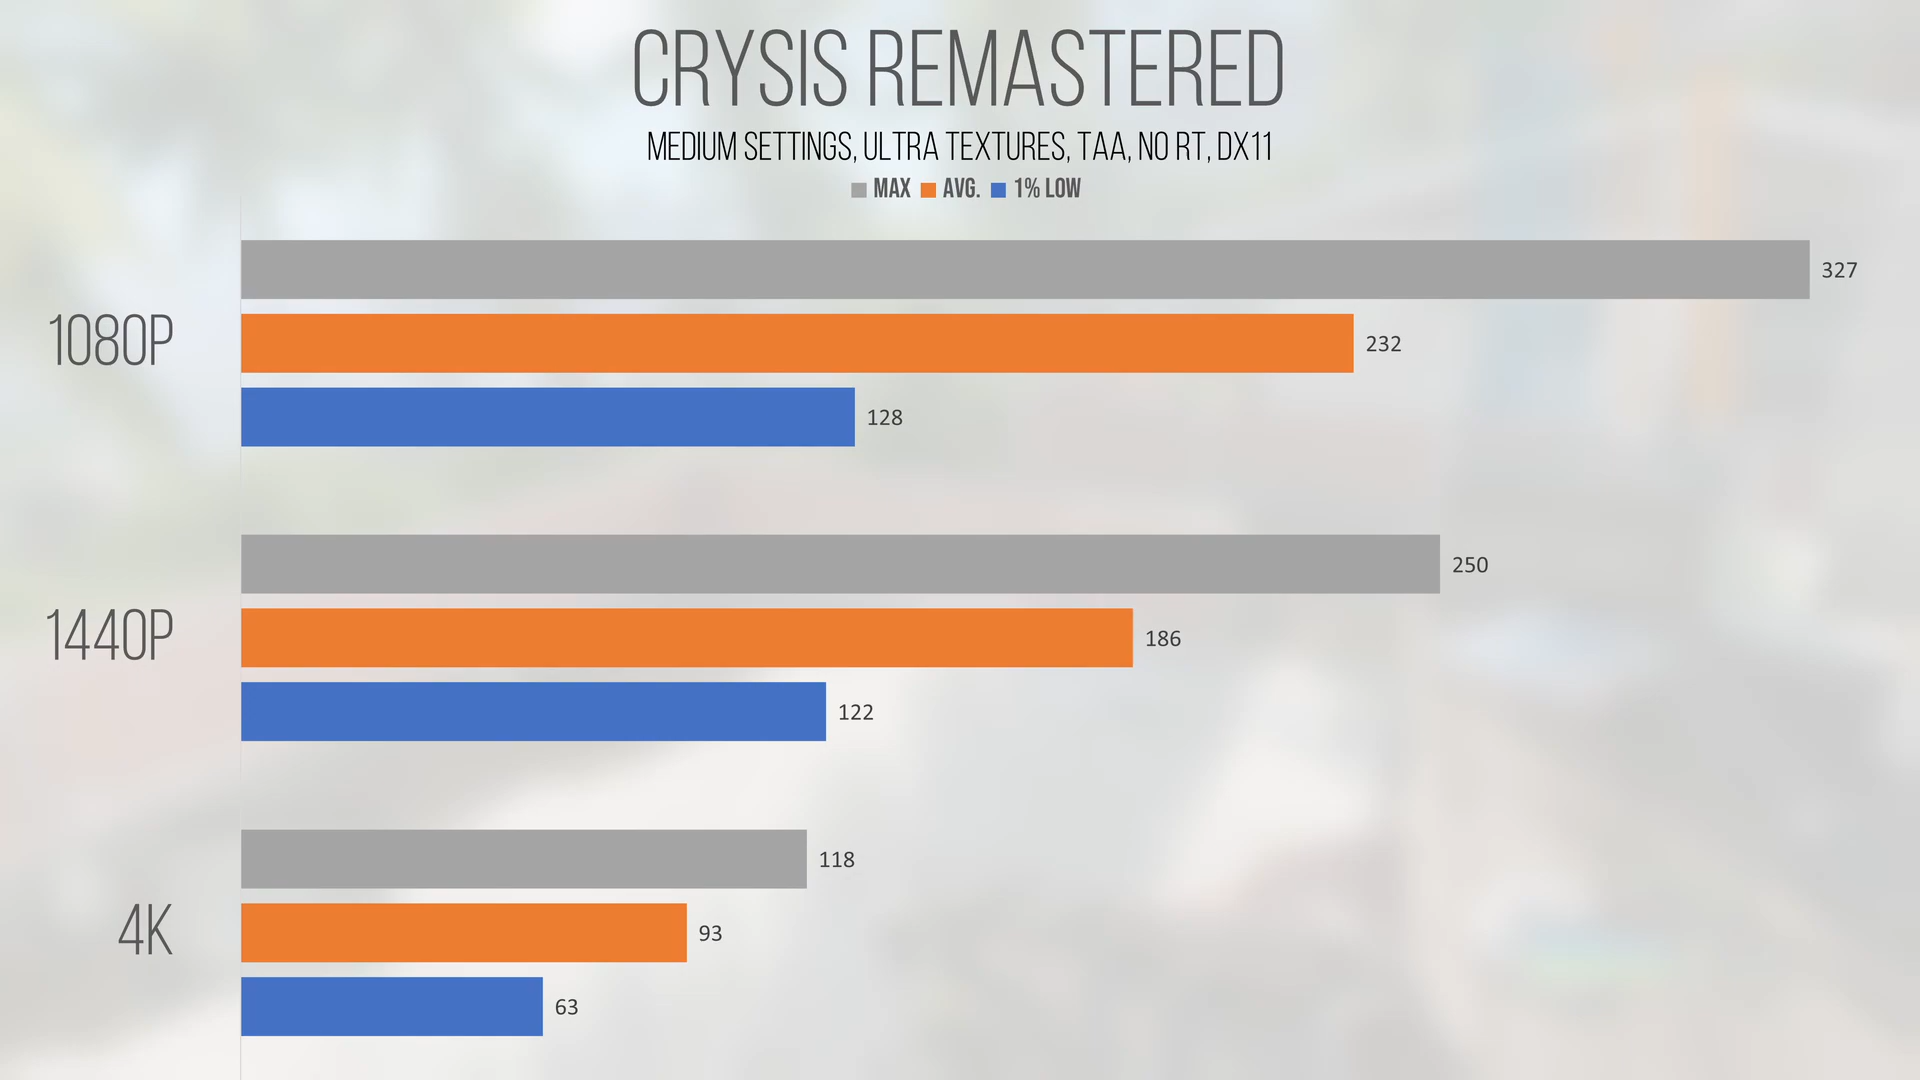 CRYSIS REMASTERED
MEDIUM SETTINGS, ULTRA TEXTURES, TAA, NO RT, DX11
MAX AVG. 1% LOW
327
1080P 232
128
250
1440P 186
122
118
4K 93
63